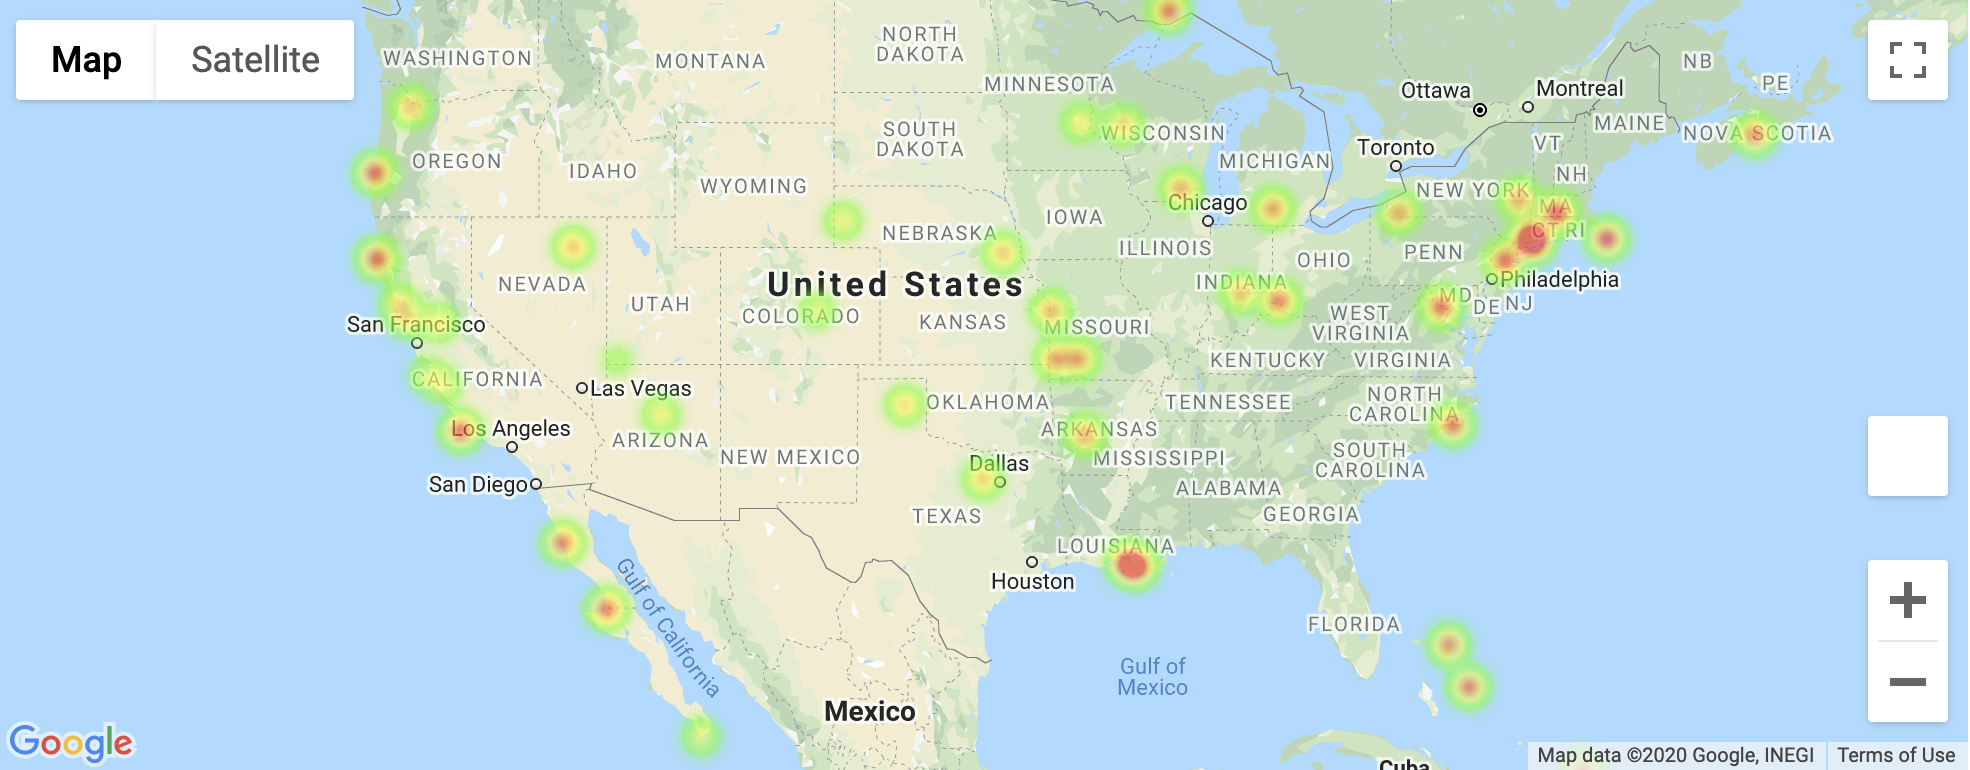 Map
Satellite
WASHINGTON
MONTANA
NORTH
DAKOTA
MINNESOTA
Ottawa
Montreal
NB
PE
MAINE
NOVA SCOTIA
SOUTH
DAKOTA
WISCONSIN
VT
Toronto
OREGON
IDAHO
MICHIGAN
NH
WYOMING
NEW YORK
Chicago
MA
IOWA
CT RI
NEBRASKA
ILLINOIS
PENN
OHIO
United States
NEVADA
INDIANA
Philadelphia
UTAH
MD
DE
NJ
COLORADO
KANSAS
MISSOURI
WEST
VIRGINIA
San Francisco
KENTUCKY
VIRGINIA
CALIFORNIA
Las Vegas
OKLAHOMA
TENNESSEE
NORTH
CAROLINA
Los Angeles
ARIZONA
ARKANSAS
NEW MEXICO
MISSISSIPPI
SOUTH
CAROLINA
Dallas
San Diego
ALABAMA
TEXAS
GEORGIA
LOUISIANA
Houston
Gulf of California
FLORIDA
Gulf of
Mexico
Mexico
Google
Cuba
Map data ©2020 Google, INEGI
Terms of Use